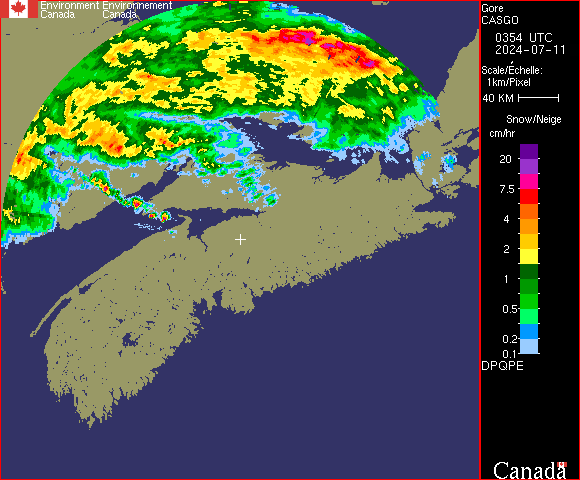 Environment Environnement
Canada Canada
Gore
CASGO
0354 UTC
2024-07-11
Scale/Échelle:
1km/Pixel
40 KM
Snow/Neige
cm/hr
20
7.5
4
2
1
0.5
0.2
0.1
DPQPE
Canada